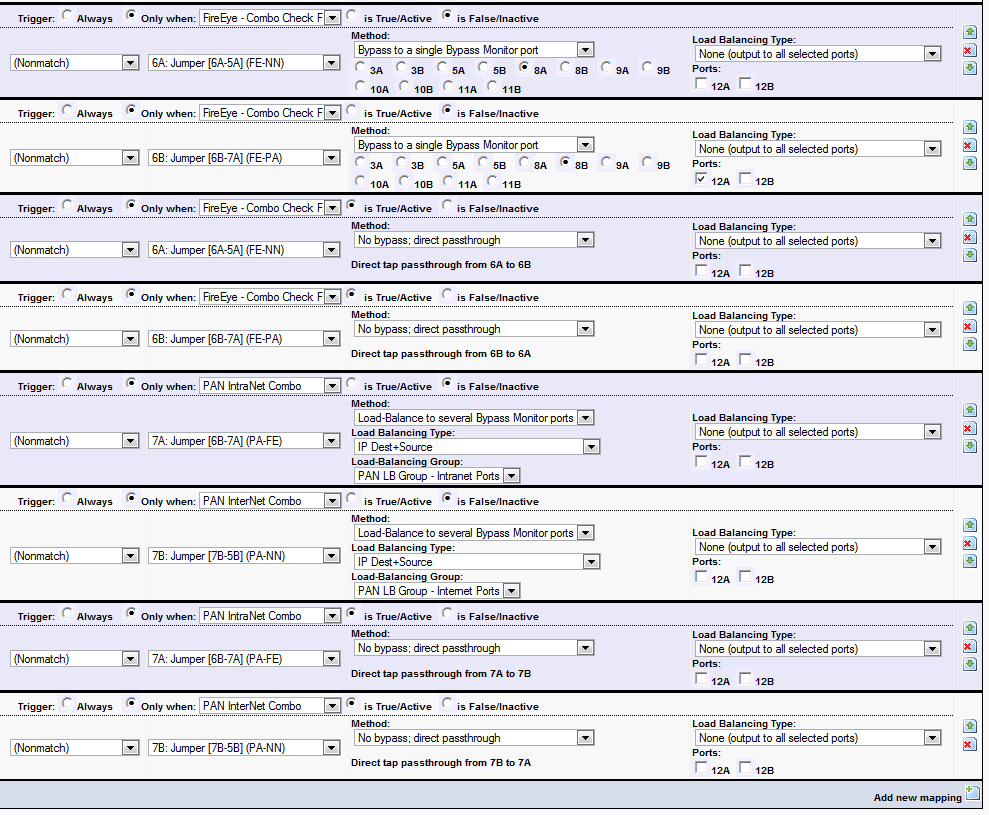 Trigger: Always Only when: FireEye - Combo Check F is True/Active is False/Inactive
Method:
Load Balancing Type:
(Nonmatch) 6A: Jumper [6A-5A] (FE-NN) Bypass to a single Bypass Monitor port None (output to all selected ports)
3A 3B 5A 5B 8A 8B 9A 9B
Ports:
10A 10B 11A 11B 12A 12B
Trigger: Always Only when: FireEye - Combo Check F is True/Active is False/Inactive
Method:
Load Balancing Type:
(Nonmatch) 6B: Jumper [6B-7A] (FE-PA) Bypass to a single Bypass Monitor port None (output to all selected ports)
3A 3B 5A 5B 8A 8B 9A 9B
Ports:
10A 10B 11A 11B 12A 12B
Trigger: Always Only when: FireEye - Combo Check F is True/Active is False/Inactive
Method: Load Balancing Type:
(Nonmatch) 6A: Jumper [6A-5A] (FE-NN) No bypass; direct passthrough None (output to all selected ports)
Ports:
Direct tap passthrough from 6A to 6B 12A 12B
Trigger: Always Only when: FireEye - Combo Check F is True/Active is False/Inactive
Method: Load Balancing Type:
(Nonmatch) 6B: Jumper [6B-7A] (FE-PA) No bypass; direct passthrough None (output to all selected ports)
Ports:
Direct tap passthrough from 6B to 6A 12A 12B
Trigger: Always Only when: PAN IntraNet Combo is True/Active is False/Inactive
Method:
Load-Balance to several Bypass Monitor ports Load Balancing Type:
Load Balancing Type: None (output to all selected ports)
(Nonmatch) 7A: Jumper [6B-7A] (PA-FE) IP Dest+Source Ports:
Load-Balancing Group: 12A 12B
PAN LB Group - Intranet Ports
Trigger: Always Only when: PAN InterNet Combo is True/Active is False/Inactive
Method:
Load-Balance to several Bypass Monitor ports Load Balancing Type:
Load Balancing Type: None (output to all selected ports)
(Nonmatch) 7B: Jumper [7B-5B] (PA-NN) IP Dest+Source Ports:
Load-Balancing Group: 12A 12B
PAN LB Group - Internet Ports
Trigger: Always Only when: PAN IntraNet Combo is True/Active is False/Inactive
Method: Load Balancing Type:
(Nonmatch) 7A: Jumper [6B-7A] (PA-FE) No bypass; direct passthrough None (output to all selected ports)
Ports:
Direct tap passthrough from 7A to 7B 12A 12B
Trigger: Always Only when: PAN InterNet Combo is True/Active is False/Inactive
Method: Load Balancing Type:
(Nonmatch) 7B: Jumper [7B-5B] (PA-NN) No bypass; direct passthrough None (output to all selected ports)
Ports:
Direct tap passthrough from 7B to 7A 12A 12B
Add new mapping